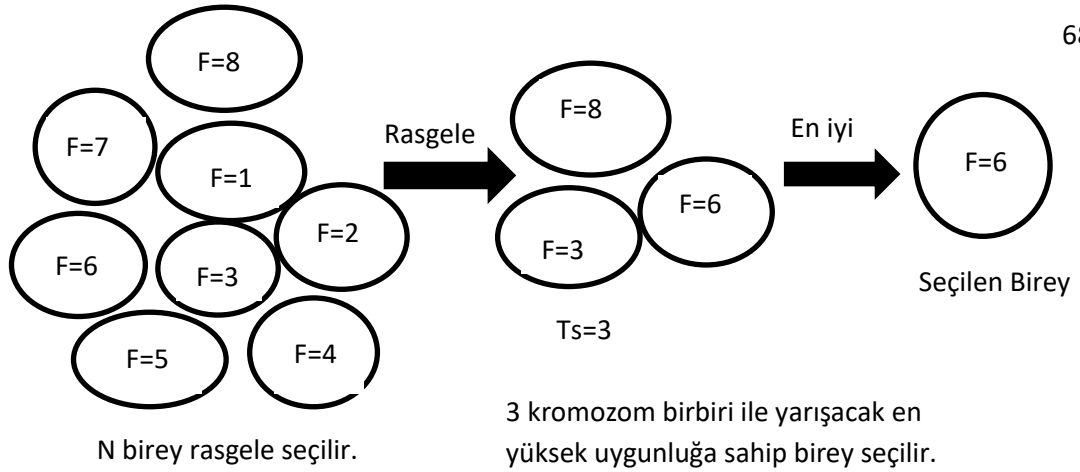 68
F=8
F=7
F=1
F=2
F=6
F=3
F=5
F=4
N birey rasgele seçilir.
Rasgele
F=8
F=6
F=3
Ts=3
3 kromozom birbiri ile yarışacak en
yüksek uygunluğa sahip birey seçilir.
En iyi
F=6
Seçilen Birey